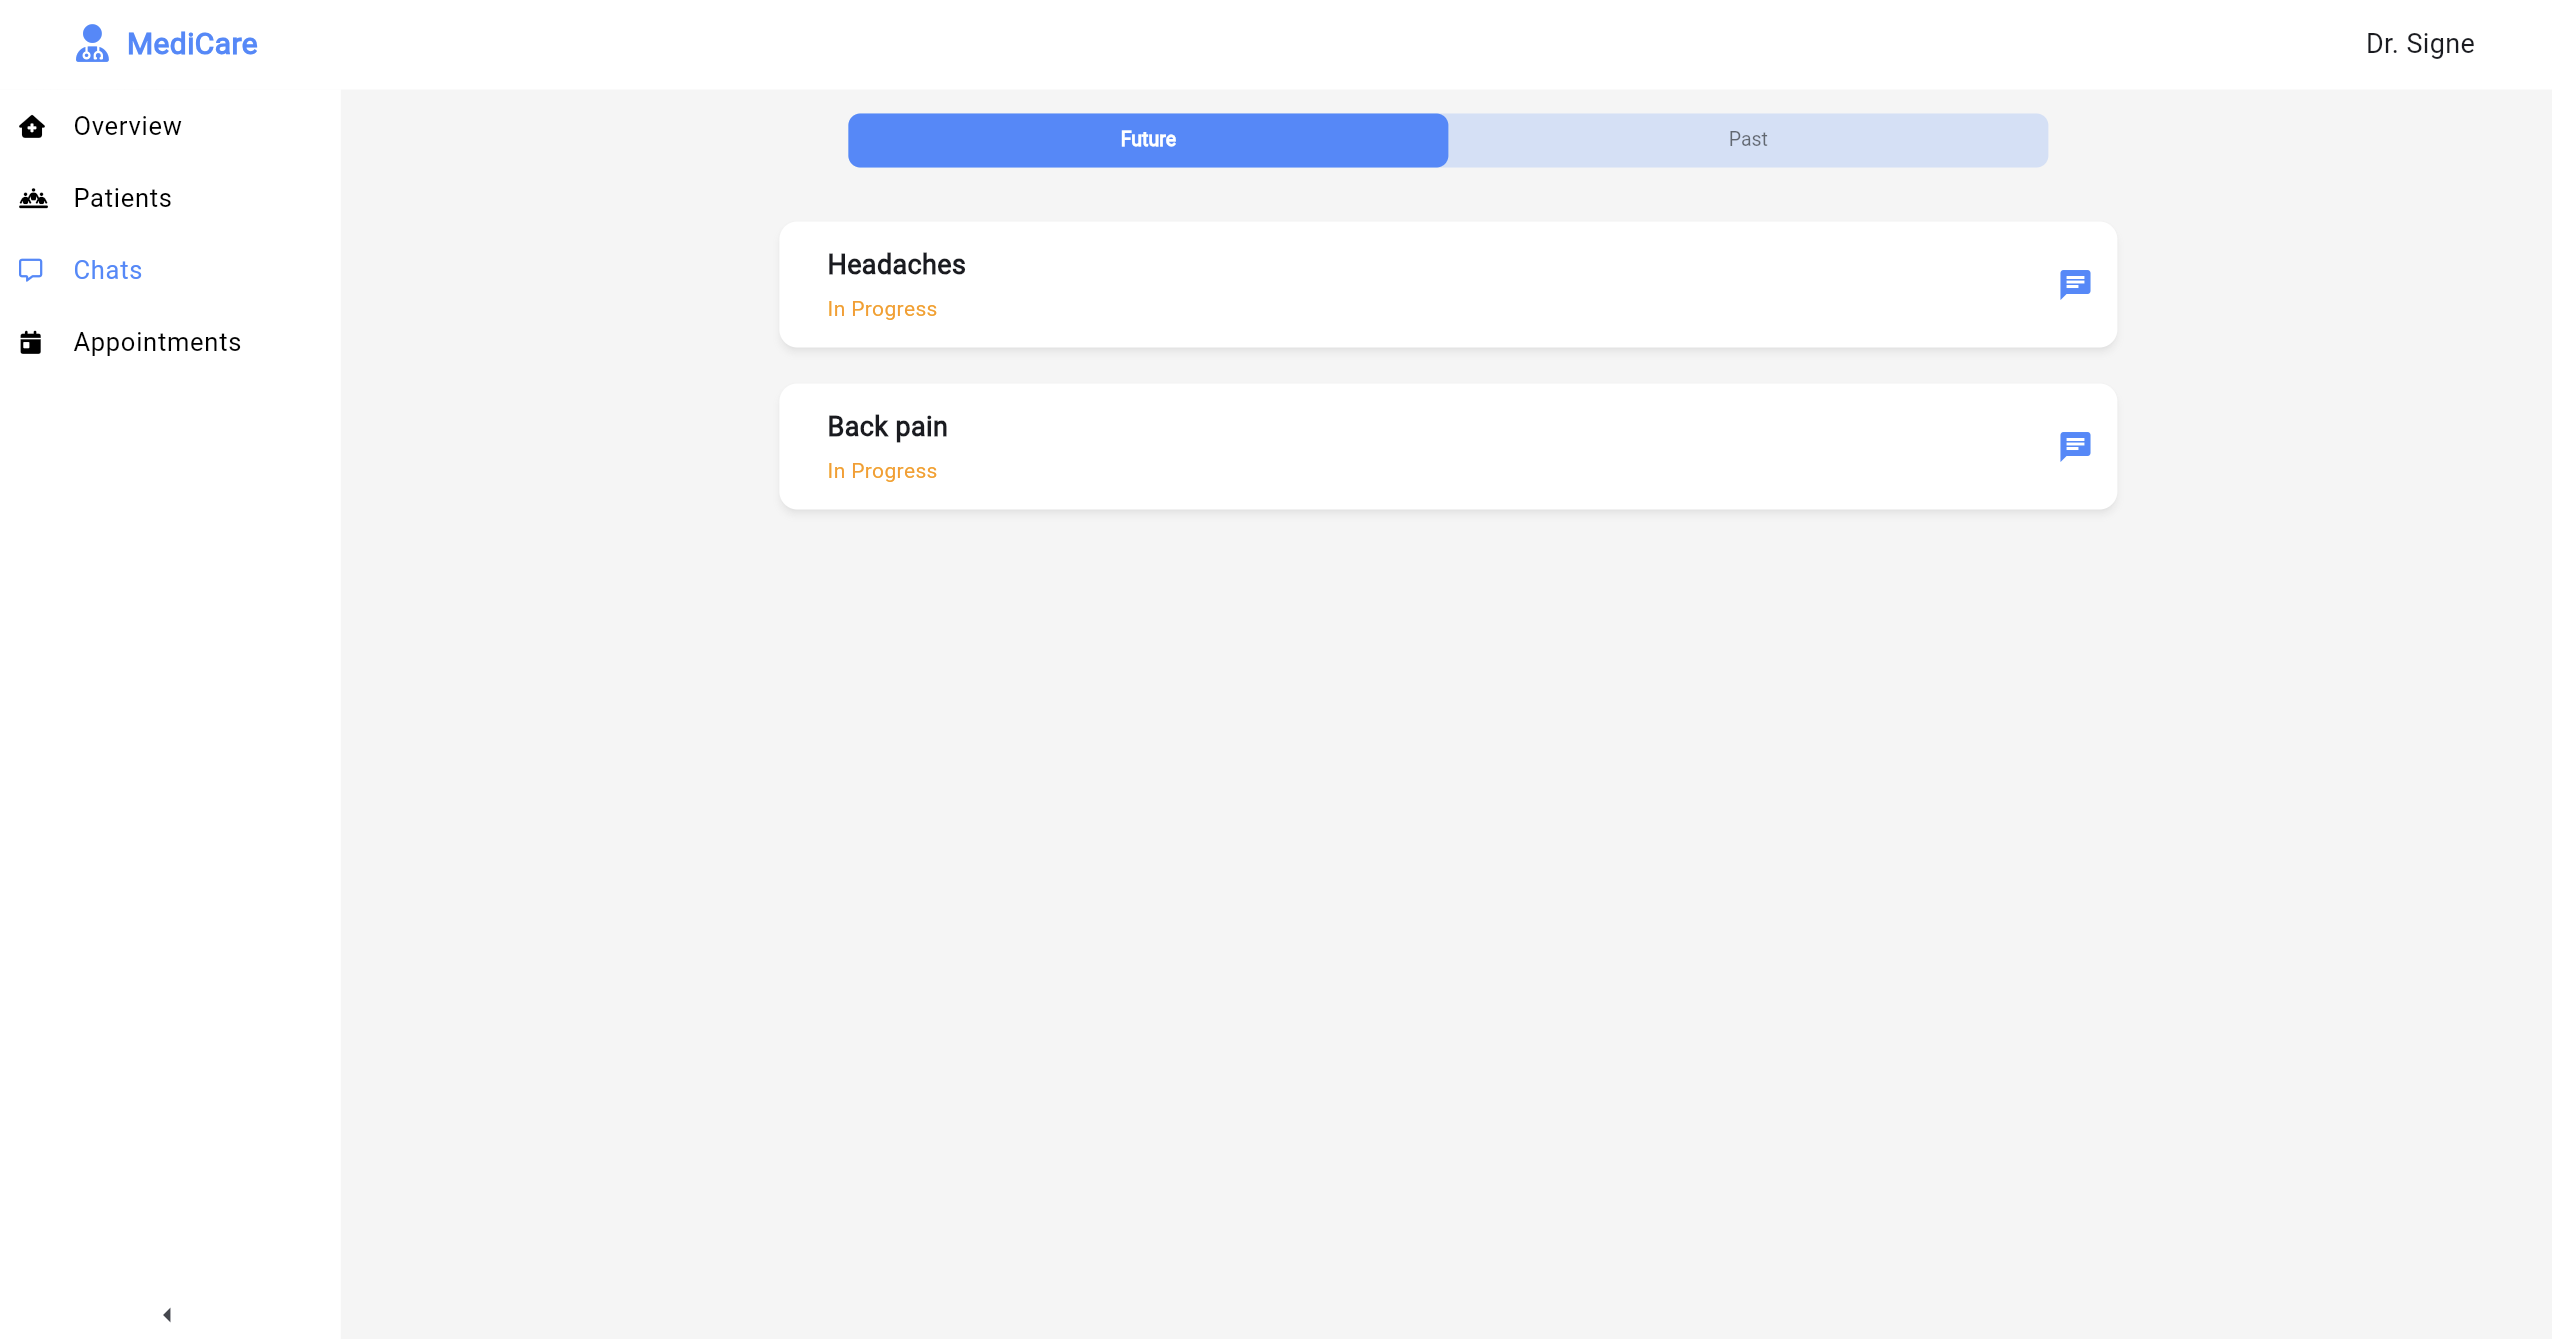 MediCare
Dr. Signe
Overview
Patients
Chats
Appointments
Future
Past
Headaches
In Progress
Back pain
In Progress